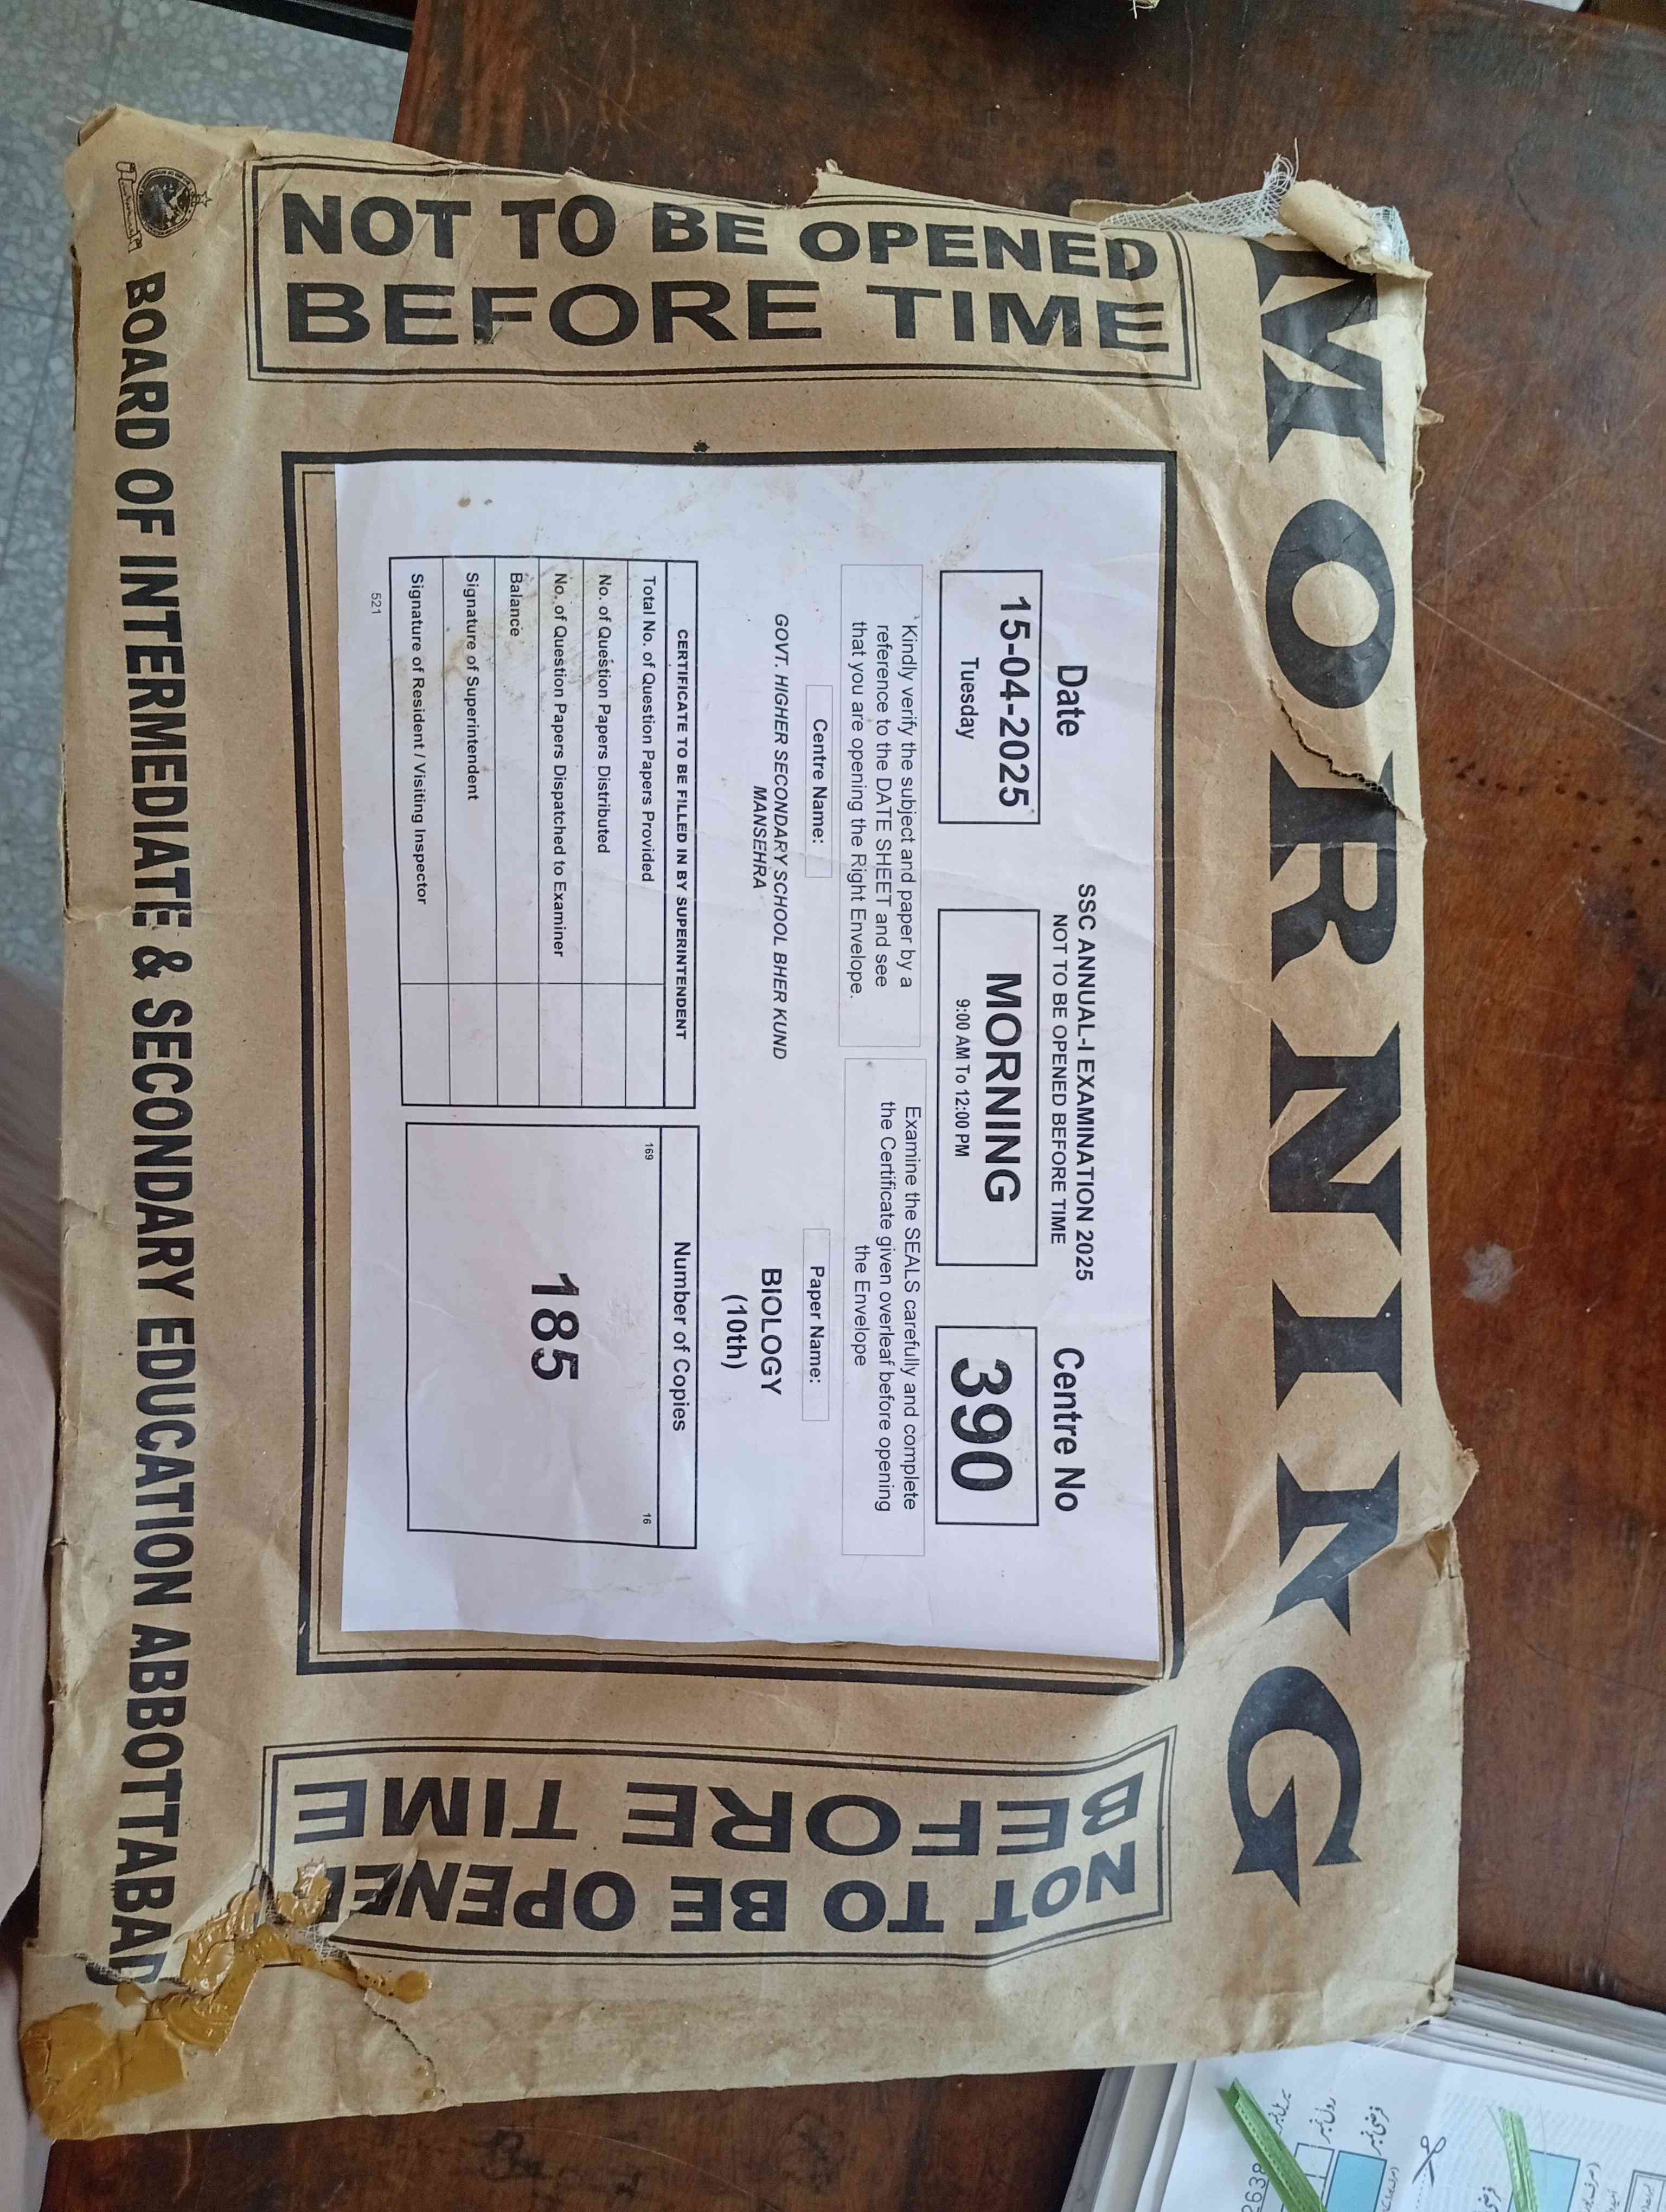 MORNING
NOT TO BE OPENED
BEFORE TIME
SSC ANNUAL-I EXAMINATION 2025
NOT TO BE OPENED BEFORE TIME
Date
15-04-2025
Tuesday
MORNING
9:00 AM To 12:00 PM
Centre No
390
Kindly verify the subject and paper by a
reference to the DATE SHEET and see
that you are opening the Right Envelope.
Examine the SEALS carefully and complete
the Certificate given overleaf before opening
the Envelope
Centre Name:
GOVT. HIGHER SECONDARY SCHOOL BHER KUND
MANSEHRA
Paper Name:
BIOLOGY
(10th)
CERTIFICATE TO BE FILLED IN BY SUPERINTENDENT
Total No. of Question Papers Provided
No. of Question Papers Distributed
No. of Question Papers Dispatched to Examiner
Balance
Signature of Superintendent
Signature of Resident / Visiting Inspector
521
Number of Copies
169
16
185
NOT TO BE OPENED
BEFORE TIME
BOARD OF INTERMEDIATE & SECONDARY EDUCATION ABBOTTABAD